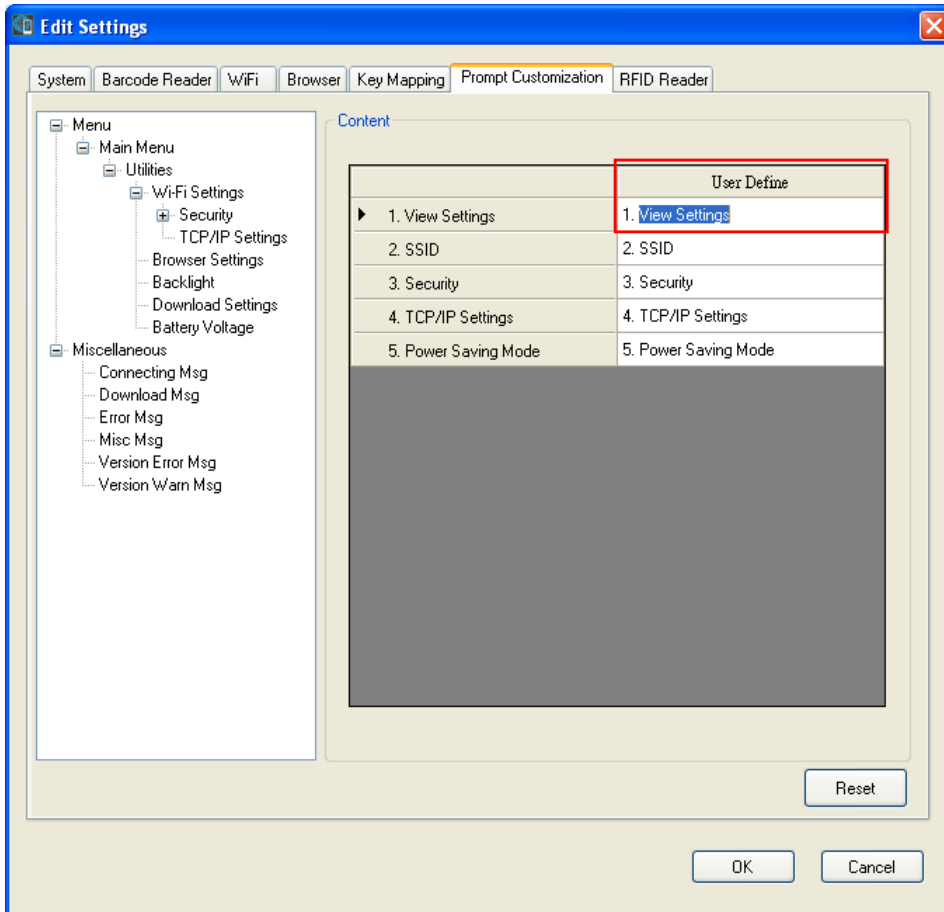 Edit Settings
System Barcode Reader WiFi Browser Key Mapping Prompt Customization RFID Reader
Menu
Main Menu
Utilities
Wi-Fi Settings
Security
TCP/IP Settings
Browser Settings
Backlight
Download Settings
Battery Voltage
Miscellaneous
Connecting Msg
Download Msg
Error Msg
Misc Msg
Version Error Msg
Version Warn Msg
Content
User Define
1. View Settings 1. View Settings
2. SSID 2. SSID
3. Security 3. Security
4. TCP/IP Settings 4. TCP/IP Settings
5. Power Saving Mode 5. Power Saving Mode
Reset
OK Cancel